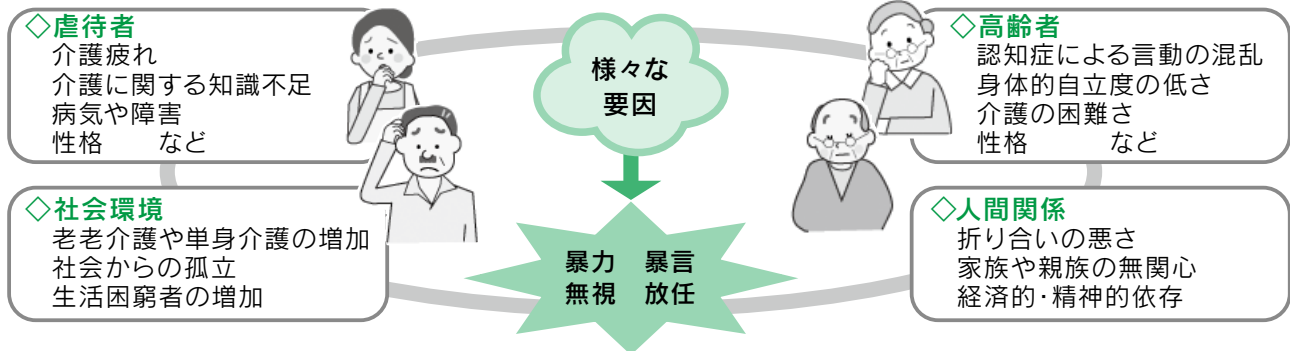 ◇虐待者
介護疲れ
介護に関する知識不足
病気や障害
性格　　など
様々な
要因
◇高齢者
認知症による言動の混乱
身体的自立度の低さ
介護の困難さ
性格　　　など
◇社会環境
老老介護や単身介護の増加
社会からの孤立
生活困窮者の増加
暴力　暴言
無視　放任
◇人間関係
折り合いの悪さ
家族や親族の無関心
経済的・精神的依存